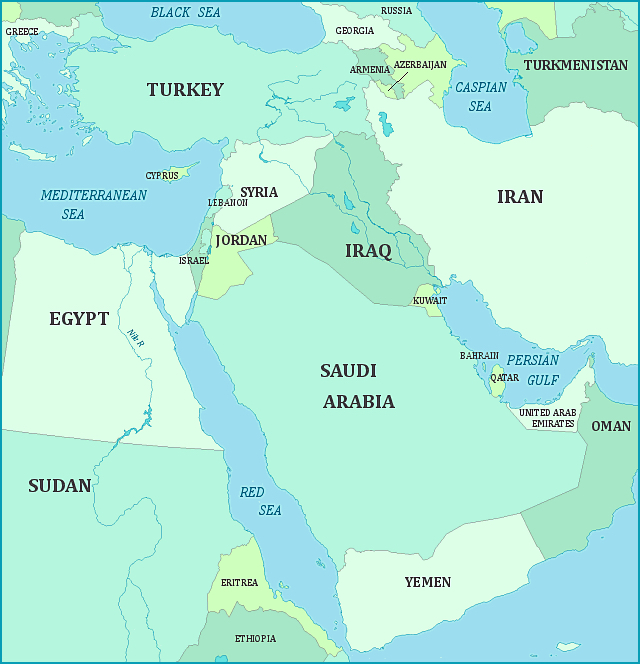 BLACK SEA
RUSSIA
GREECE
GEORGIA
ARMENIA
AZERBAIJAN
TURKMENISTAN
TURKEY
CASPIAN
SEA
CYPRUS
SYRIA
MEDITERRANEAN
SEA
LEBANON
IRAN
JORDAN
IRAQ
ISRAEL
KUWAIT
EGYPT
Nile R
BAHRAIN
PERSIAN
GULF
QATAR
SAUDI
ARABIA
UNITED ARAB
EMIRATES
OMAN
SUDAN
RED
SEA
ERITREA
YEMEN
ETHIOPIA